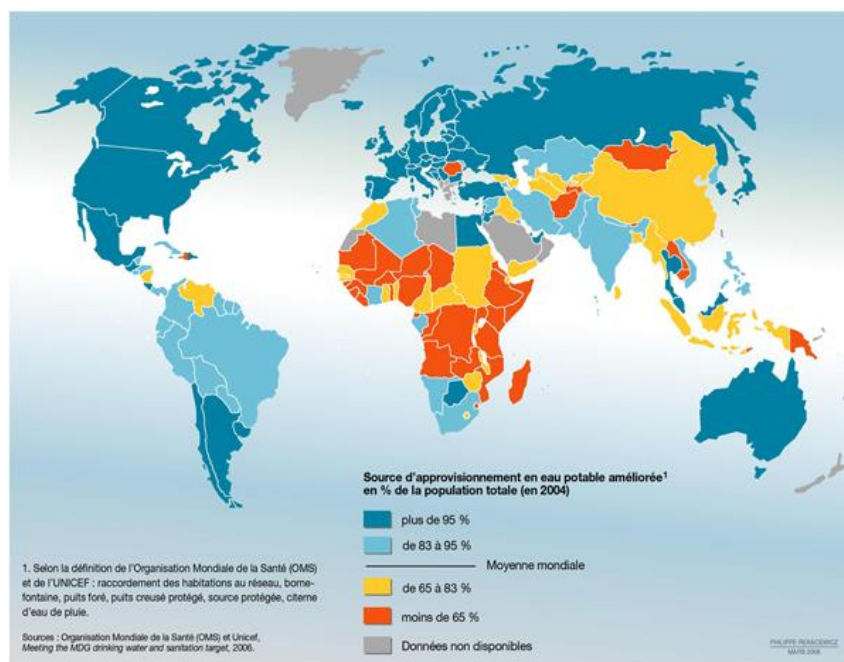 Source d'approvisionnement en eau potable améliorée¹
en % de la population totale (en 2004)
plus de 95 %
de 83 à 95 %
Moyenne mondiale
de 65 à 83 %
moins de 65 %
Données non disponibles
1. Selon la définition de l'Organisation Mondiale de la Santé (OMS)
et de l'UNICEF : raccordement des habitations au réseau, borne-
fontaine, puits foré, puits creusé protégé, source protégée, citerne
d'eau de pluie.
Sources : Organisation Mondiale de la Santé (OMS) et Unicef,
Meeting the MDG drinking water and sanitation target, 2006.
PHILIPPE REKACEWICZ
MARS 2006